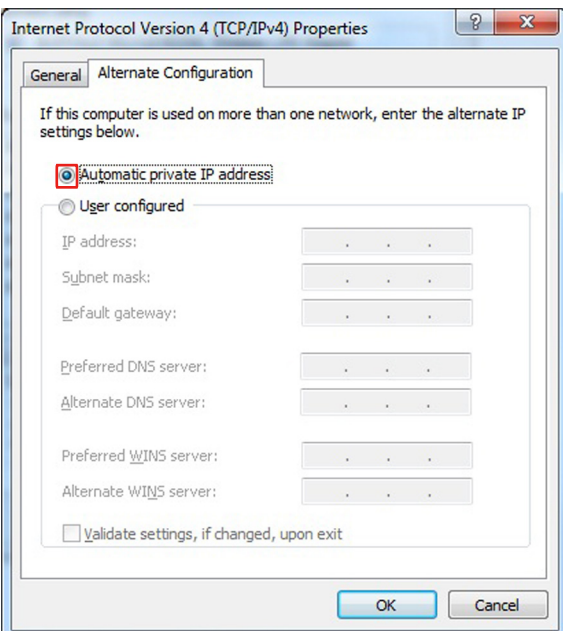 Internet Protocol Version 4 (TCP/IPv4) Properties
?
General
Alternate Configuration
If this computer is used on more than one network, enter the alternate IP
settings below.
Automatic private IP address
User configured
IP address:
Subnet mask:
Default gateway:
Preferred DNS server:
Alternate DNS server:
Preferred WINS server:
Alternate WINS server:
Validate settings, if changed, upon exit
OK
Cancel